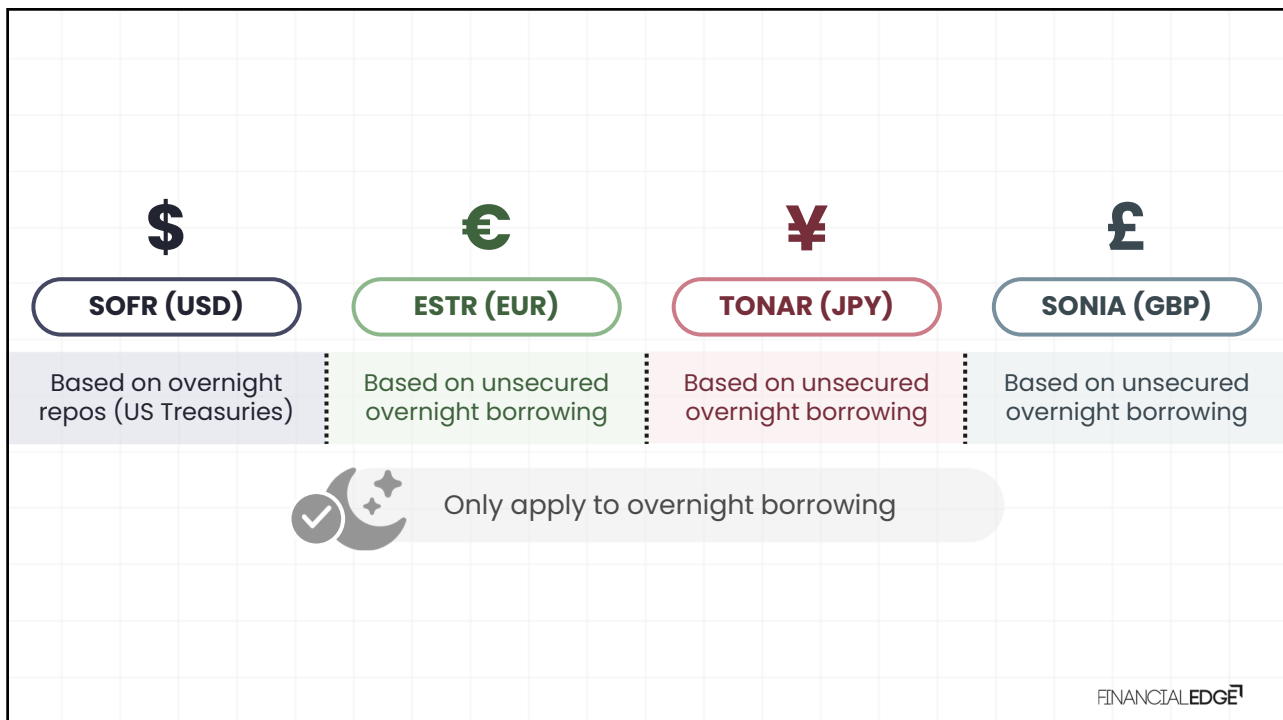 $
€
¥
£
SOFR (USD)
ESTR (EUR)
TONAR (JPY)
SONIA (GBP)
Based on overnight
repos (US Treasuries)
Based on unsecured
overnight borrowing
Based on unsecured
overnight borrowing
Based on unsecured
overnight borrowing
Only apply to overnight borrowing
FINANCIALEDGE